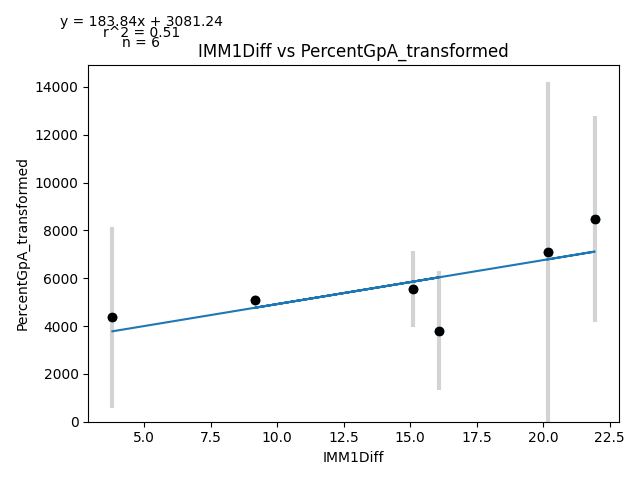 y = 183.84x + 3081.24
r^2 = 0.51
n = 6
IMM1Diff vs PercentGpA_transformed
PercentGpA_transformed
14000
12000
10000
8000
6000
4000
2000
0
5.0 7.5 10.0 12.5 15.0 17.5 20.0 22.5
IMM1Diff